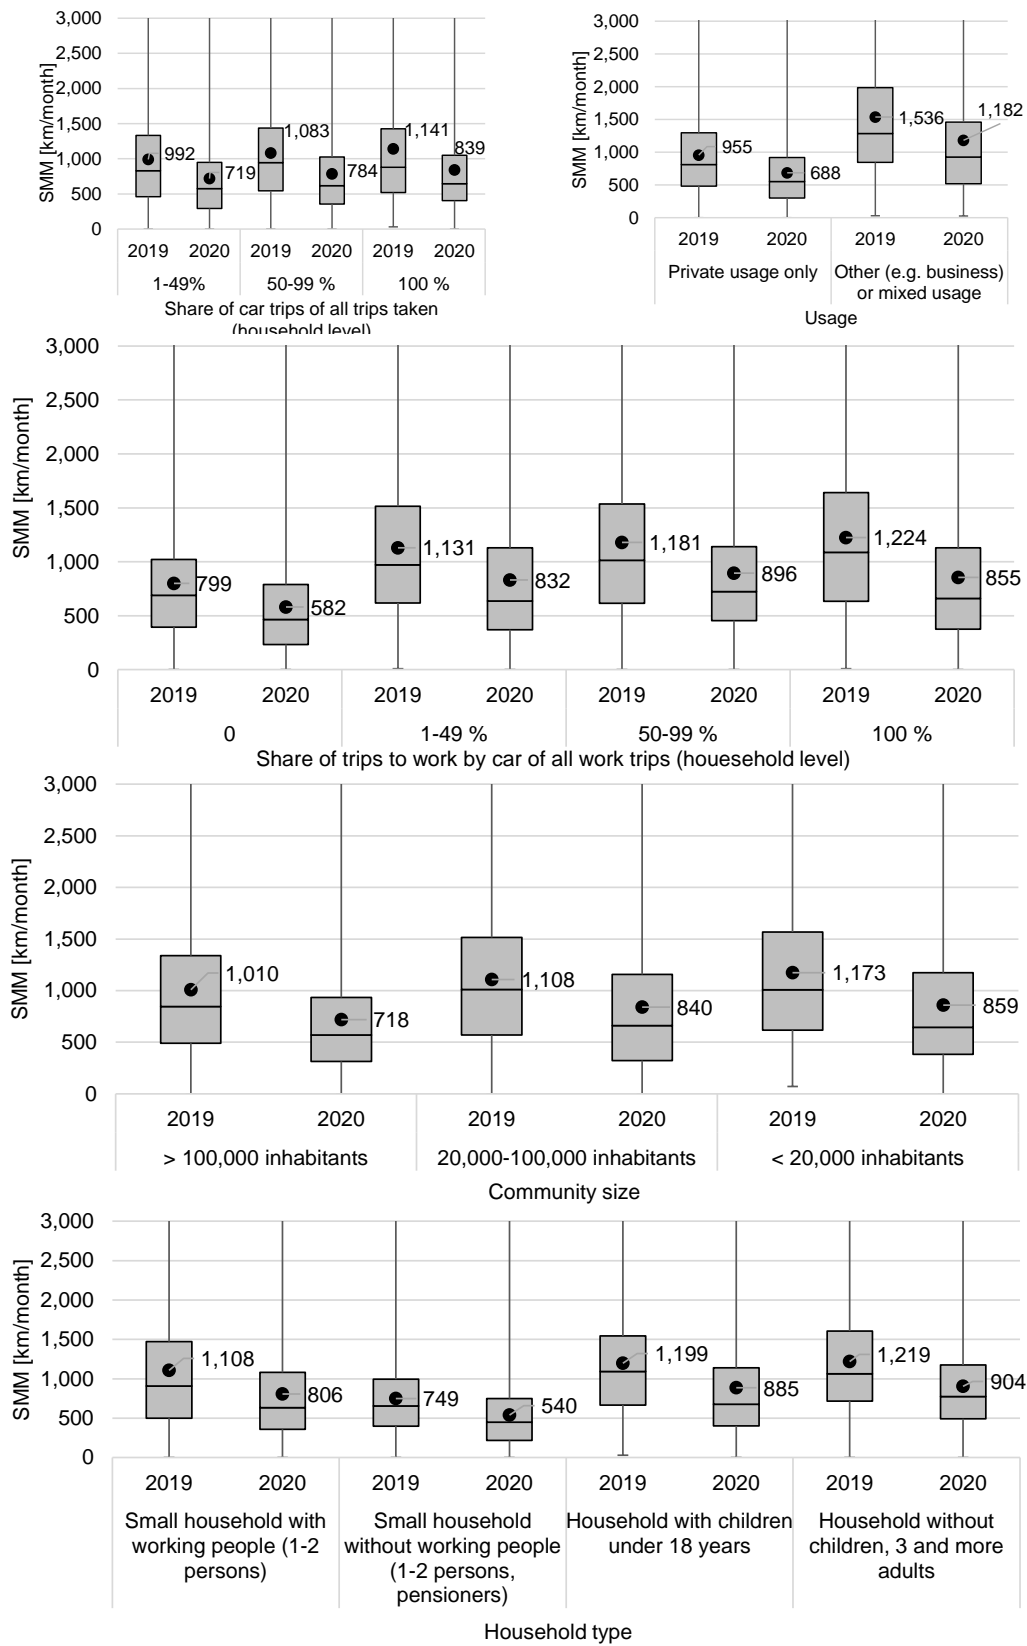 3,000
2,500
2,000
1,500
1,000
500
0
SMM [km/month]
992
719
1,083
784
1,141
839
2019 2020 2019 2020 2019 2020
1-49% 50-99 % 100 %
Share of car trips of all trips taken
(household level)
3,000
2,500
2,000
1,500
1,000
500
0
SMM [km/month]
955
688
1,536
1,182
2019 2020 2019 2020
Private usage only Other (e.g. business)
or mixed usage
Usage
3,000
2,500
2,000
1,500
1,000
500
0
SMM [km/month]
799
582
1,131
832
1,181
896
1,224
855
2019 2020 2019 2020 2019 2020 2019 2020
0 1-49 % 50-99 % 100 %
Share of trips to work by car of all work trips (houesehold level)
3,000
2,500
2,000
1,500
1,000
500
0
SMM [km/month]
1,010
718
1,108
840
1,173
859
2019 2020 2019 2020 2019 2020
> 100,000 inhabitants 20,000-100,000 inhabitants < 20,000 inhabitants
Community size
3,000
2,500
2,000
1,500
1,000
500
0
SMM [km/month]
1,108
806
749
540
1,199
885
1,219
904
2019 2020 2019 2020 2019 2020 2019 2020
Small household with
working people (1-2
persons)
Small household
without working people
(1-2 persons,
pensioners)
Household with children
under 18 years
Household without
children, 3 and more
adults
Household type